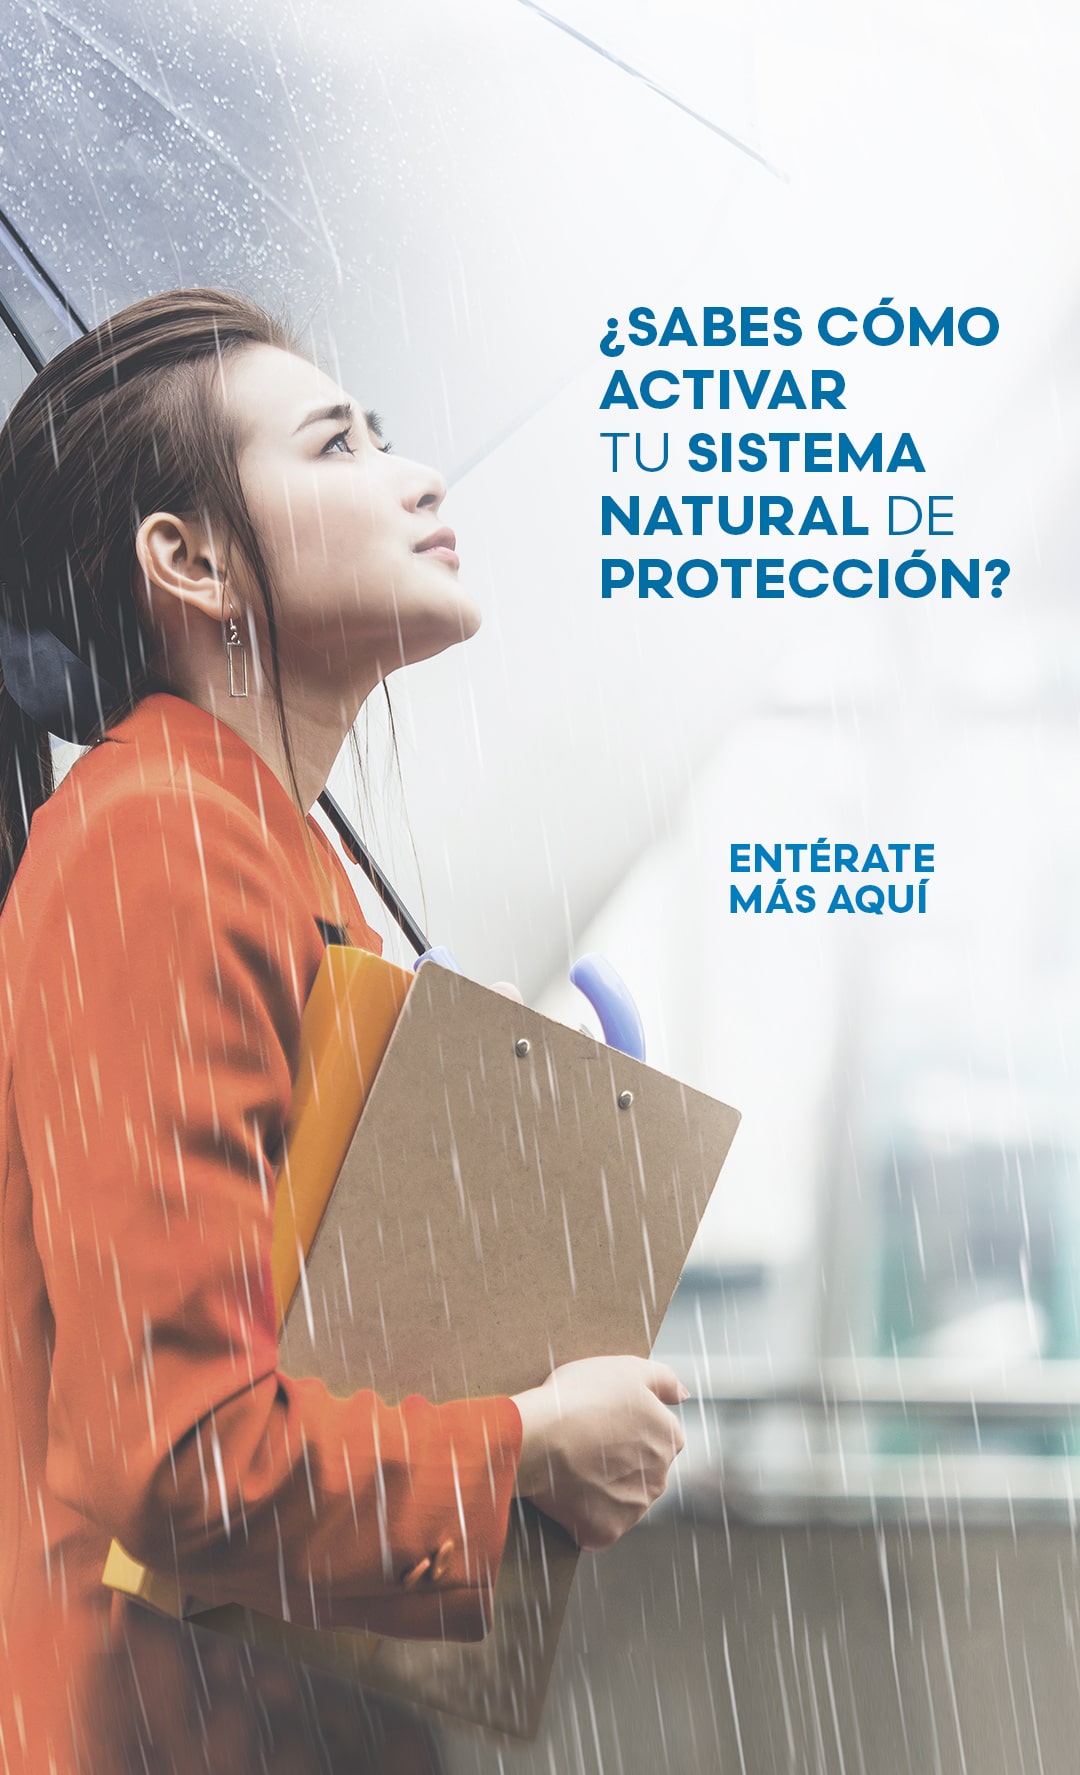 ¿SABES CÓMO
ACTIVAR
TU SISTEMA
NATURAL DE
PROTECCIÓN?
ENTÉRATE
MÁS AQUÍ